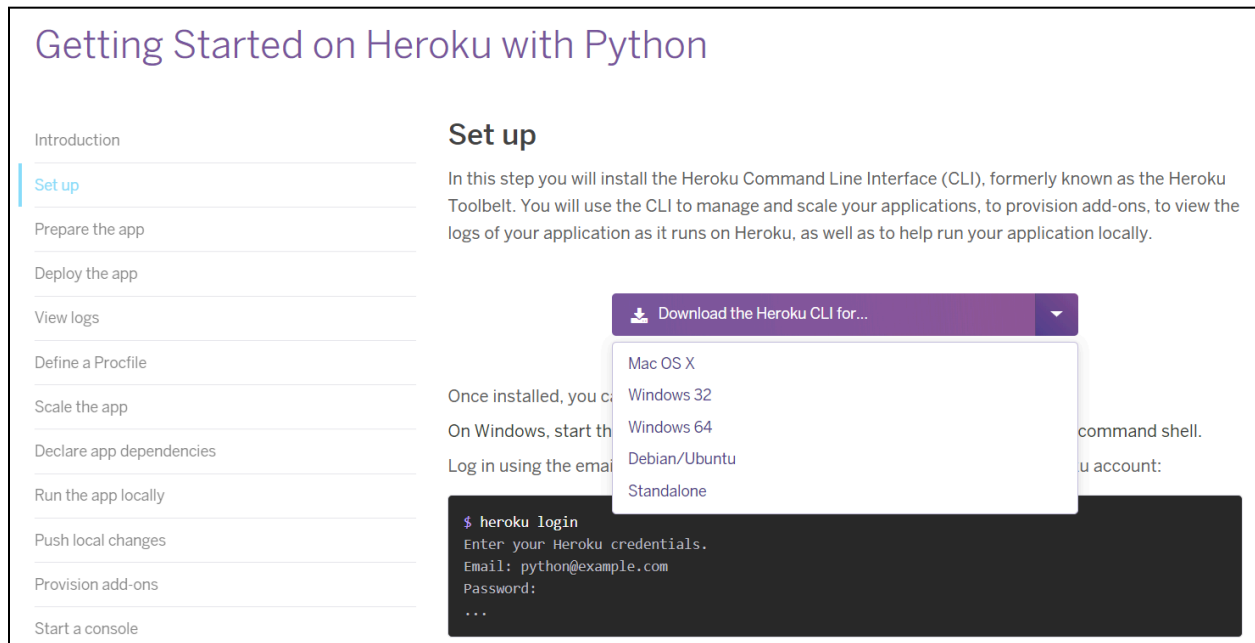 Getting Started on Heroku with Python
Introduction
Set up
Prepare the app
Deploy the app
View logs
Define a Procfile
Scale the app
Declare app dependencies
Run the app locally
Push local changes
Provision add-ons
Start a console
Set up
In this step you will install the Heroku Command Line Interface (CLI), formerly known as the Heroku
Toolbelt. You will use the CLI to manage and scale your applications, to provision add-ons, to view the
logs of your application as it runs on Heroku, as well as to help run your application locally.
Download the Heroku CLI for...
Mac OS X
Windows 32
Windows 64
Debian/Ubuntu
Standalone
Once installed, you
On Windows, start command shell.
Log in using the account:
$ heroku login
Enter your Heroku credentials.
Email: python@example.com
Password:
...